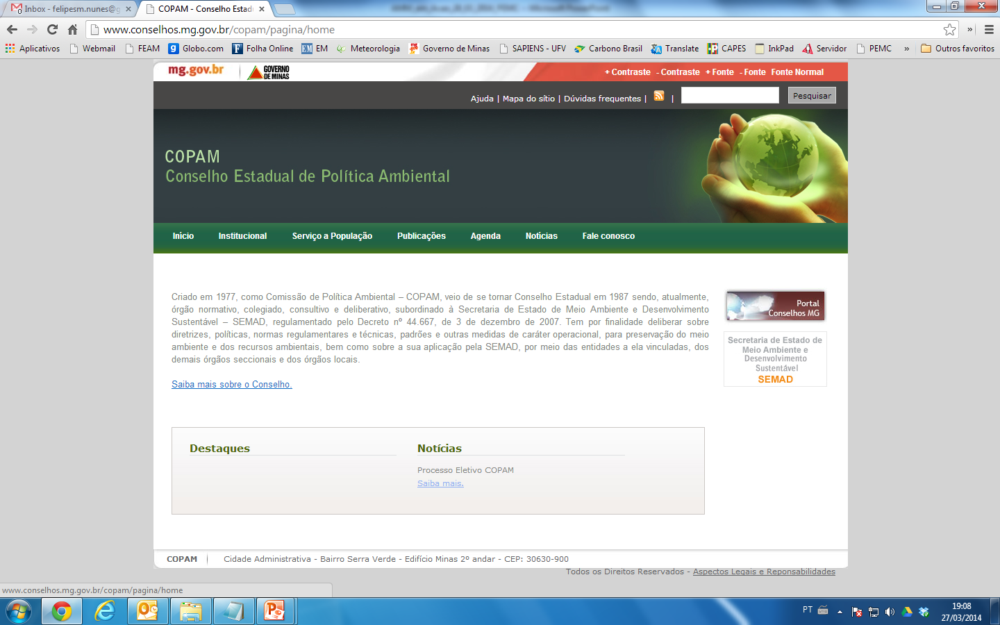 Inbox - felipesm.nunes@g
COPAM - Conselho Estad
www.conselhos.mg.gov.br/copam/pagina/home
Aplicativos Webmail FEAM Globo.com Folha Online EM Meteorologia Governo de Minas SAPIENS - UFV Carbono Brasil Translate CAPES InkPad Servidor PEMC » Outros favoritos
mg.gov.br GOVERNO DE MINAS + Contraste - Contraste + Fonte - Fonte Fonte Normal
Ajuda | Mapa do sítio | Dúvidas frequentes | | Pesquisar
COPAM
Conselho Estadual de Política Ambiental
Início Institucional Serviço a População Publicações Agenda Notícias Fale conosco
Criado em 1977, como Comissão de Política Ambiental – COPAM, veio de se tornar Conselho Estadual em 1987 sendo, atualmente,
órgão normativo, colegiado, consultivo e deliberativo, subordinado à Secretaria de Estado de Meio Ambiente e Desenvolvimento
Sustentável – SEMAD, regulamentado pelo Decreto nº 44.667, de 3 de dezembro de 2007. Tem por finalidade deliberar sobre
diretrizes, políticas, normas regulamentares e técnicas, padrões e outras medidas de caráter operacional, para preservação do meio
ambiente e dos recursos ambientais, bem como sobre a sua aplicação pela SEMAD, por meio das entidades a ela vinculadas, dos
demais órgãos seccionais e dos órgãos locais.
Saiba mais sobre o Conselho.
Portal
Conselhos MG
Secretaria de Estado de
Meio Ambiente e
Desenvolvimento
Sustentável
SEMAD
Destaques
Notícias
Processo Eletivo COPAM
Saiba mais.
COPAM Cidade Administrativa - Bairro Serra Verde - Edifício Minas 2º andar - CEP: 30630-900
Todos os Direitos Reservados - Aspectos Legais e Reponsabilidades
www.conselhos.mg.gov.br/copam/pagina/home
PT
19:08
27/03/2014